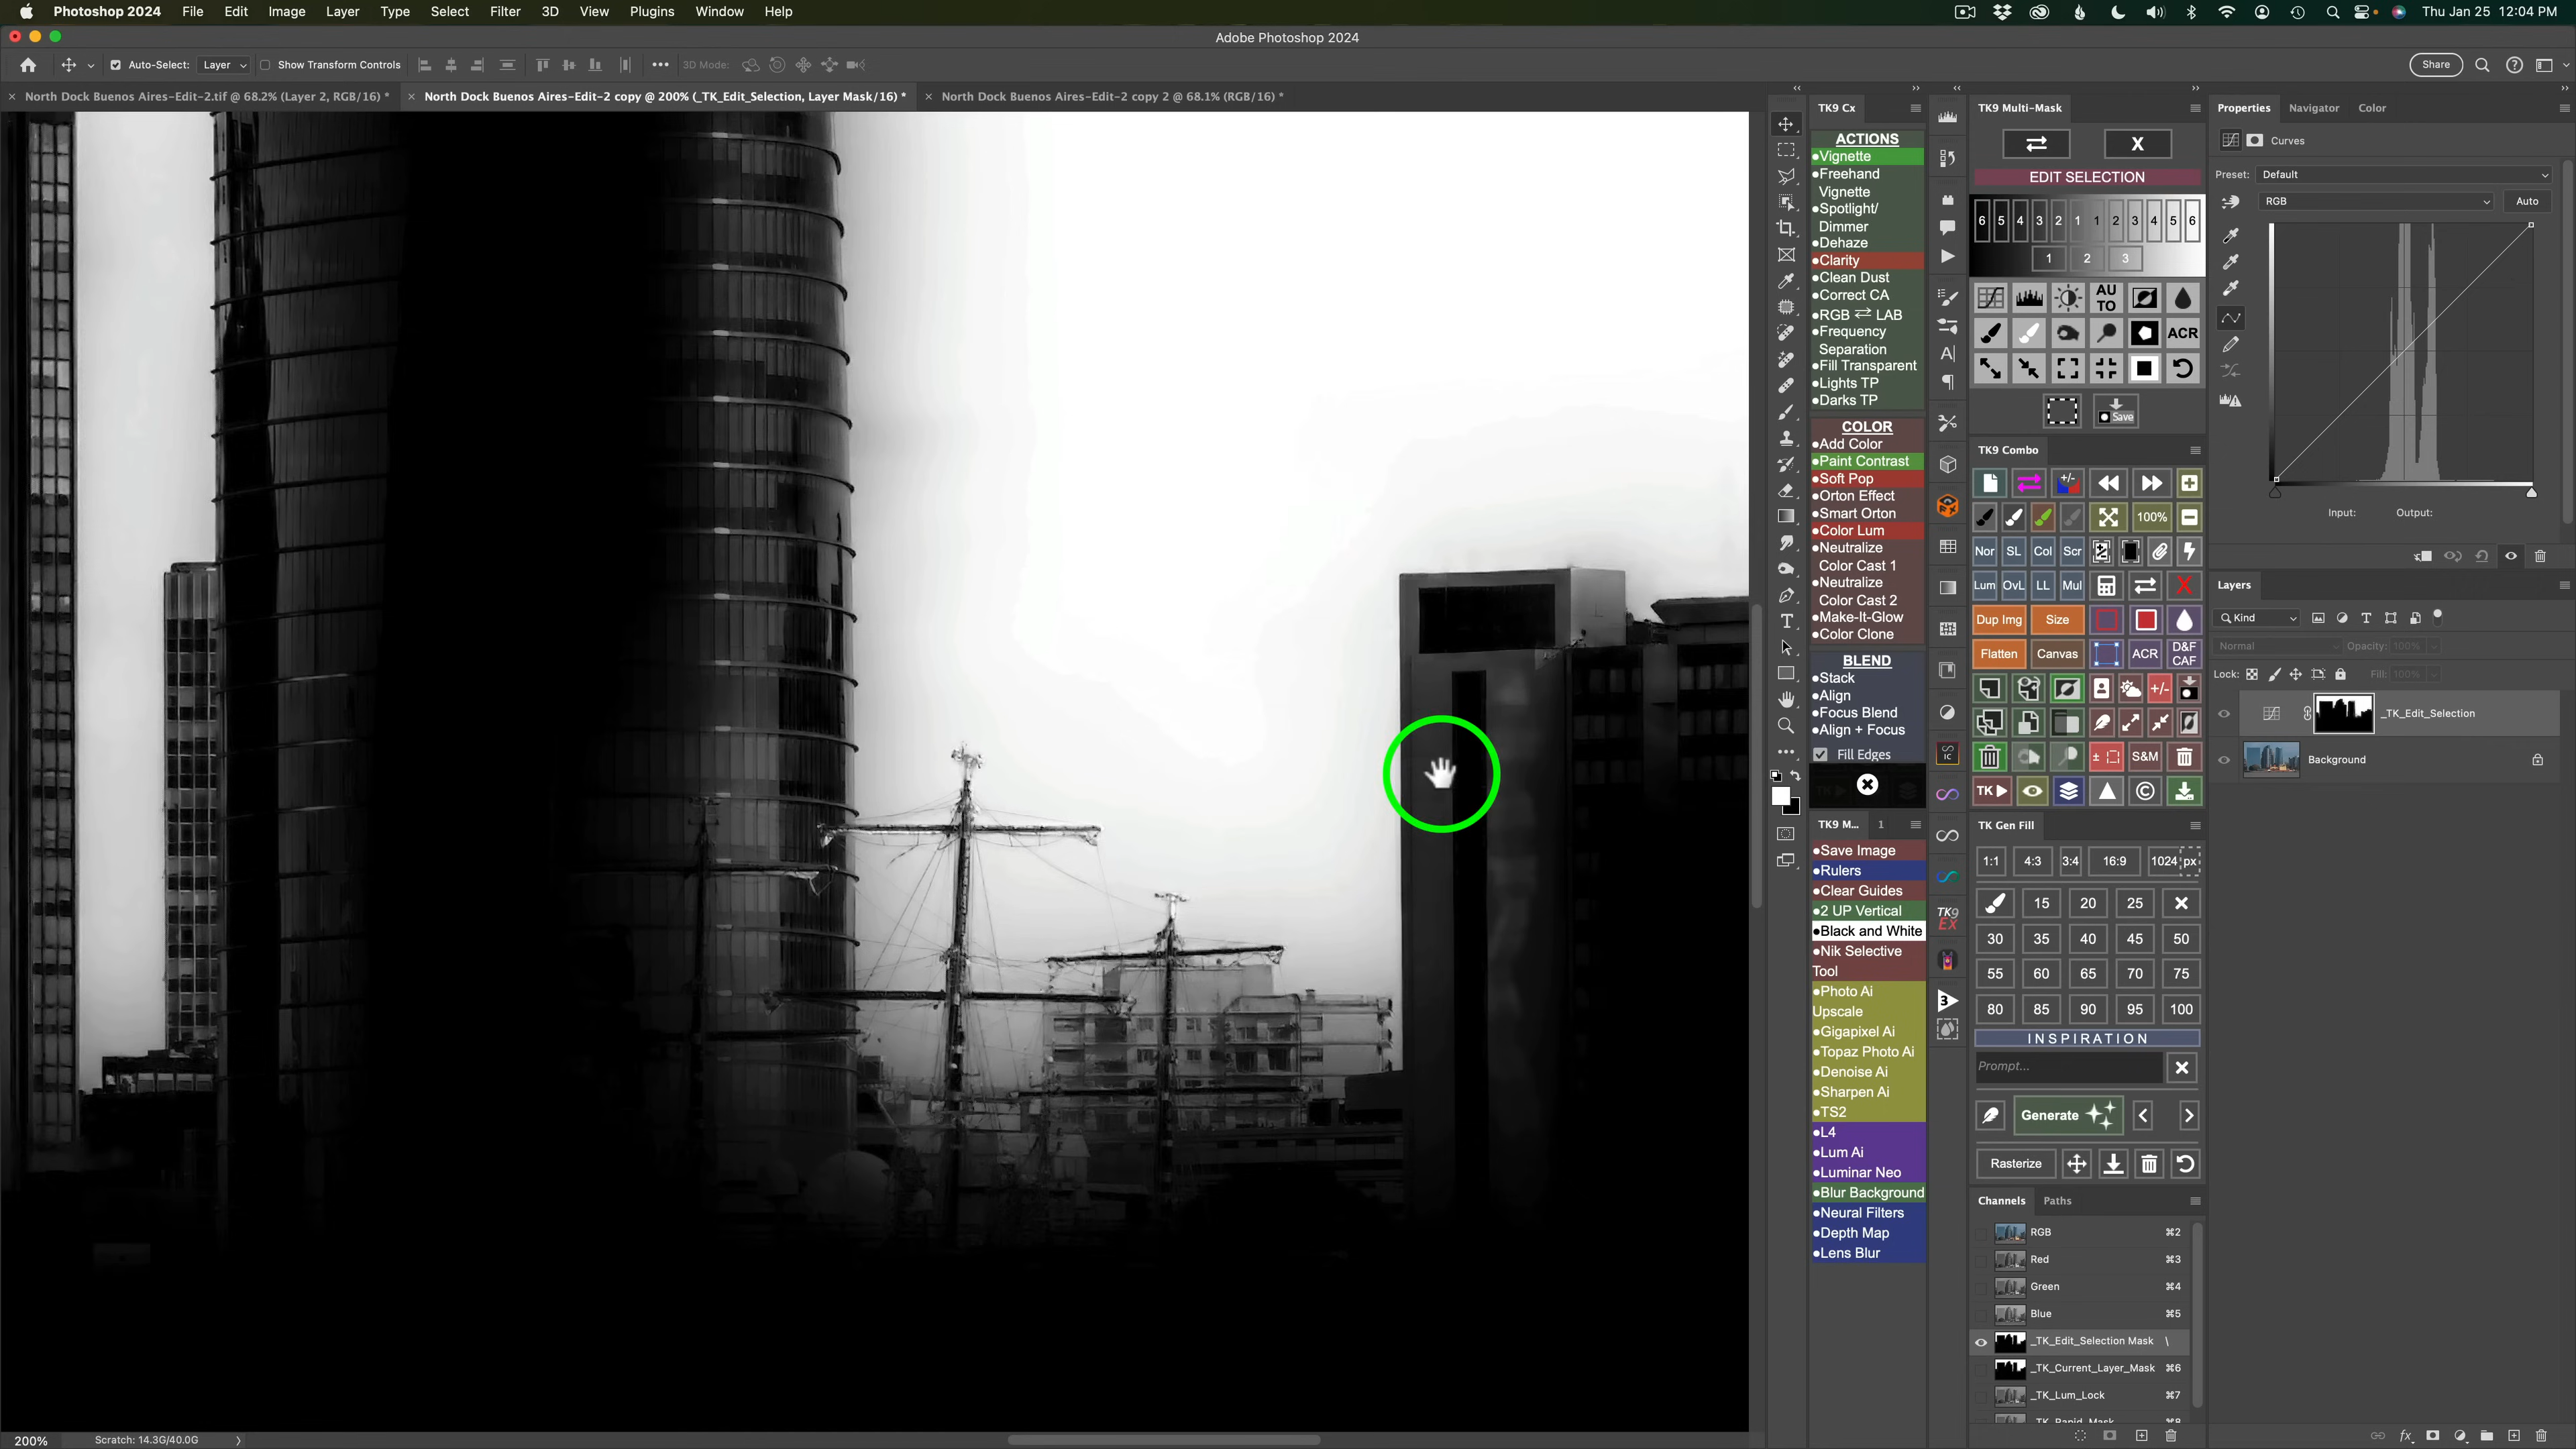 Photoshop 2024 File Edit Image Layer Type Select Filter 3D View Plugins Window Help Thu Jan 25 12:04 PM
Adobe Photoshop 2024
Auto-Select: Layer Show Transform Controls 3D Mode: Share
North Dock Buenos Aires-Edit-2.tif @ 68.2% (Layer 2, RGB/16) * North Dock Buenos Aires-Edit-2 copy @ 200% (_TK_Edit_Selection, Layer Mask/16) * North Dock Buenos Aires-Edit-2 copy 2 @ 68.1% (RGB/16) *
TK9 Cx
ACTIONS
●Vignette
●Freehand
Vignette
●Spotlight/
Dimmer
●Dehaze
●Clarity
●Clean Dust
●Correct CA
●RGB ⇄ LAB
●Frequency
Separation
●Fill Transparent
●Lights TP
●Darks TP
COLOR
●Add Color
●Paint Contrast
●Soft Pop
●Orton Effect
●Smart Orton
●Color Lum
●Neutralize
Color Cast 1
●Neutralize
Color Cast 2
●Make-It-Glow
●Color Clone
BLEND
●Stack
●Align
●Focus Blend
●Align + Focus
Fill Edges
TK9 M... 1
●Save Image
●Rulers
●Clear Guides
●2 UP Vertical
●Black and White
●Nik Selective
Tool
●Photo Ai
Upscale
●Gigapixel Ai
●Topaz Photo Ai
●Denoise Ai
●Sharpen Ai
●TS2
●L4
●Lum Ai
●Luminar Neo
●Blur Background
●Neural Filters
●Depth Map
●Lens Blur
TK9 Multi-Mask
X
EDIT SELECTION
6 5 4 3 2 1 1 2 3 4 5 6
1 2 3
AU
TO
ACR
Save
TK9 Combo
+/-
100%
Nor SL Col Scr
Lum OvL LL Mul
Dup Img Size
Flatten Canvas ACR D&F
CAF
+/-
S&M
TK
TK9
Ex
TK Gen Fill
1:1 4:3 3:4 16:9 1024 px
15 20 25
30 35 40 45 50
55 60 65 70 75
80 85 90 95 100
INSPIRATION
Prompt...
Generate
Rasterize
Channels Paths
RGB ⌘2
Red ⌘3
Green ⌘4
Blue ⌘5
_TK_Edit_Selection Mask \
_TK_Current_Layer_Mask ⌘6
_TK_Lum_Lock ⌘7
Properties Navigator Color
Curves
Preset: Default
RGB Auto
Input: Output:
Layers
Kind
Normal Opacity: 100%
Lock: Fill: 100%
_TK_Edit_Selection
Background
200% Scratch: 14.3G/40.0G